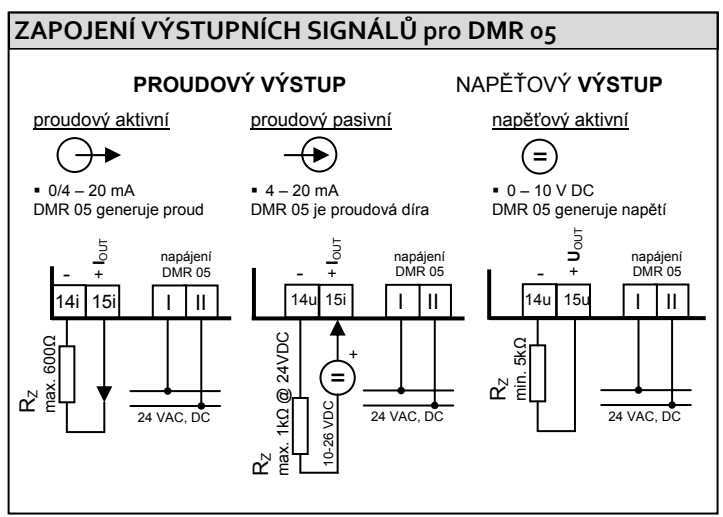 ZAPOJENÍ VÝSTUPNÍCH SIGNÁLŮ pro DMR 05
PROUDOVÝ VÝSTUP
NAPĚŤOVÝ VÝSTUP
proudový aktivní
▪ 0/4 – 20 mA
DMR 05 generuje proud
- + IOUT
napájení
DMR 05
14i 15i I II
RZ
max. 600Ω
24 VAC, DC
proudový pasivní
▪ 4 – 20 mA
DMR 05 je proudová díra
- + IOUT
napájení
DMR 05
14u 15i I II
RZ
max. 1kΩ @ 24VDC
= +
10-26 VDC
24 VAC, DC
napěťový aktivní
=
▪ 0 – 10 V DC
DMR 05 generuje napětí
- + UOUT
napájení
DMR 05
14u 15u I II
RZ
min. 5kΩ
24 VAC, DC